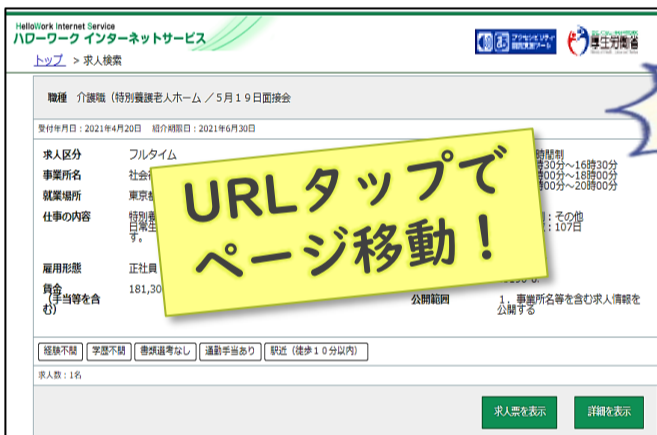 HelloWork Internet Service
ハローワーク インターネットサービス
厚生労働省
トップ > 求人検索
職種 介護職（特別養護老人ホーム／5月19日面接会
受付年月日：2021年4月20日 紹介期限日：2021年6月30日
求人区分 フルタイム
事業所名 社会
就業場所 東京
仕事の内容 特別養
日常生
す。
時間制
30分～16時30分
00分～18時00分
00分～20時00分
：その他
：107日
雇用形態 正社員
賃金
（手当等を含
む）
181,30
公開範囲 1．事業所名等を含む求人情報を
公開する
URLタップで
ページ移動！
経験不問 学歴不問 書類選考なし 通勤手当あり 駅近（徒歩10分以内）
求人数：1名
求人票を表示 詳細を表示